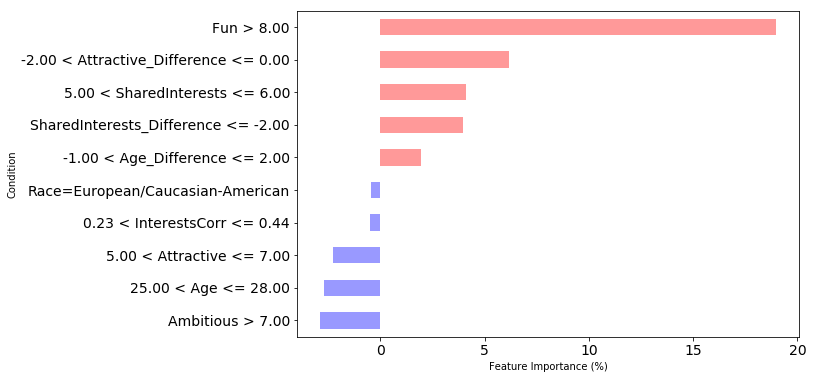 Fun > 8.00
-2.00 < Attractive_Difference <= 0.00
5.00 < SharedInterests <= 6.00
SharedInterests_Difference <= -2.00
-1.00 < Age_Difference <= 2.00
Race=European/Caucasian-American
0.23 < InterestsCorr <= 0.44
5.00 < Attractive <= 7.00
25.00 < Age <= 28.00
Ambitious > 7.00
Condition
0 5 10 15 20
Feature Importance (%)